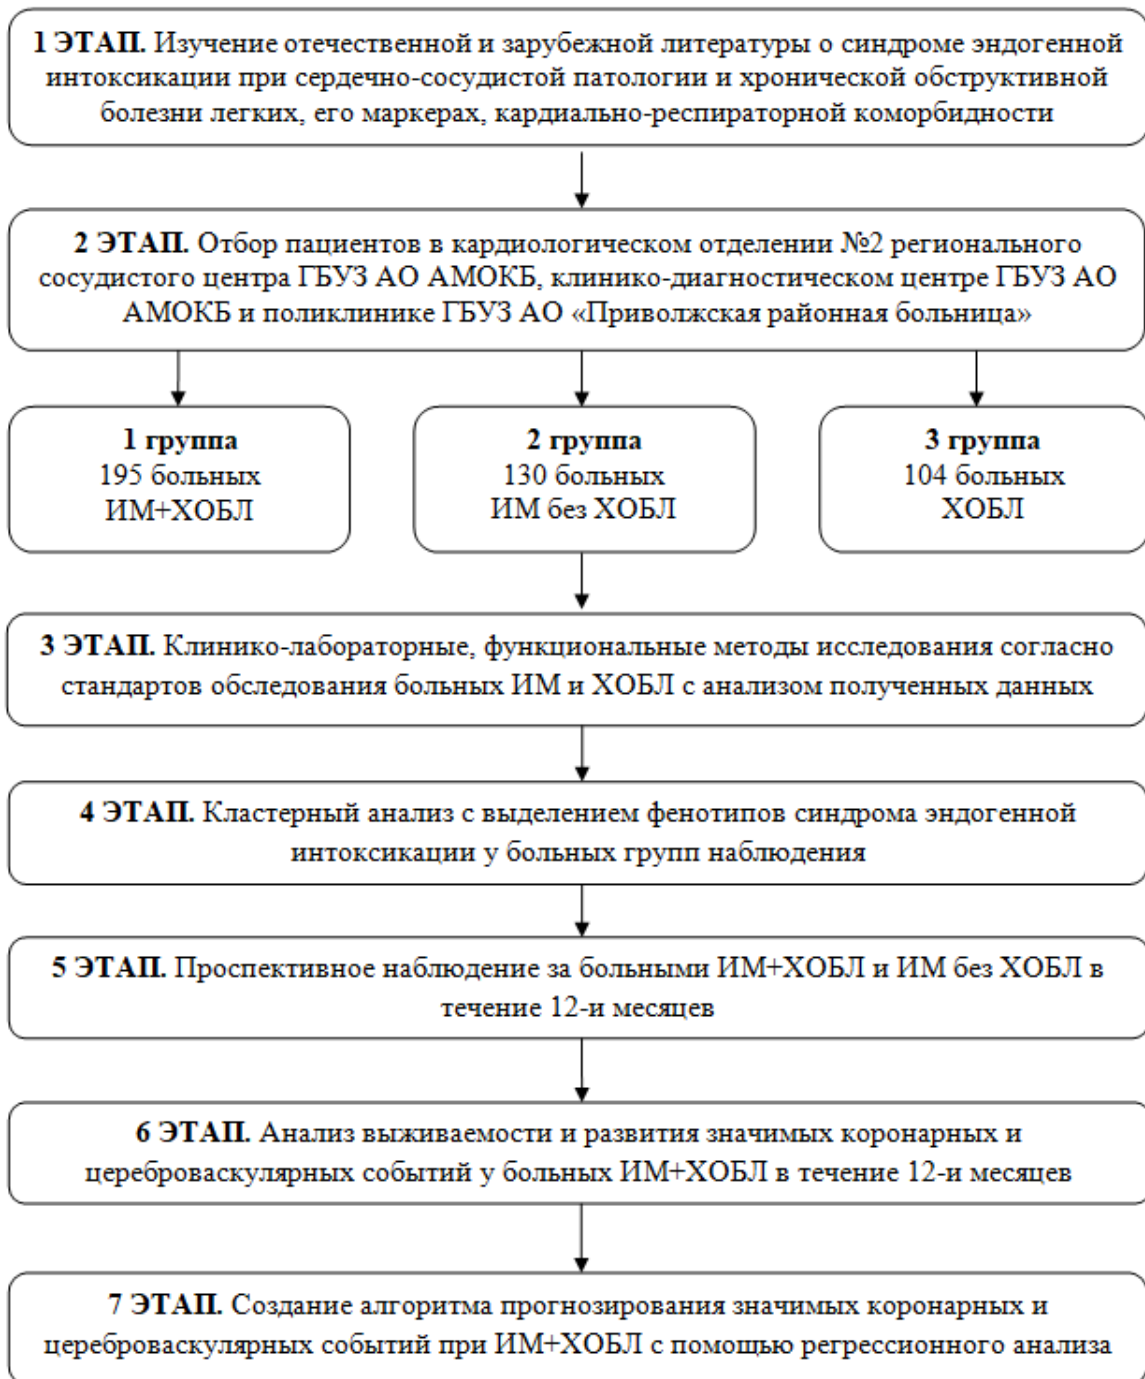 1 ЭТАП. Изучение отечественной и зарубежной литературы о синдроме эндогенной
интоксикации при сердечно-сосудистой патологии и хронической обструктивной
болезни легких, его маркерах, кардиально-респираторной коморбидности
2 ЭТАП. Отбор пациентов в кардиологическом отделении №2 регионального
сосудистого центра ГБУЗ АО АМОКБ, клинико-диагностическом центре ГБУЗ АО
АМОКБ и поликлинике ГБУЗ АО «Приволжская районная больница»
1 группа
195 больных
ИМ+ХОБЛ
2 группа
130 больных
ИМ без ХОБЛ
3 группа
104 больных
ХОБЛ
3 ЭТАП. Клинико-лабораторные, функциональные методы исследования согласно
стандартов обследования больных ИМ и ХОБЛ с анализом полученных данных
4 ЭТАП. Кластерный анализ с выделением фенотипов синдрома эндогенной
интоксикации у больных групп наблюдения
5 ЭТАП. Проспективное наблюдение за больными ИМ+ХОБЛ и ИМ без ХОБЛ в
течение 12-и месяцев
6 ЭТАП. Анализ выживаемости и развития значимых коронарных и
цереброваскулярных событий у больных ИМ+ХОБЛ в течение 12-и месяцев
7 ЭТАП. Создание алгоритма прогнозирования значимых коронарных и
цереброваскулярных событий при ИМ+ХОБЛ с помощью регрессионного анализа